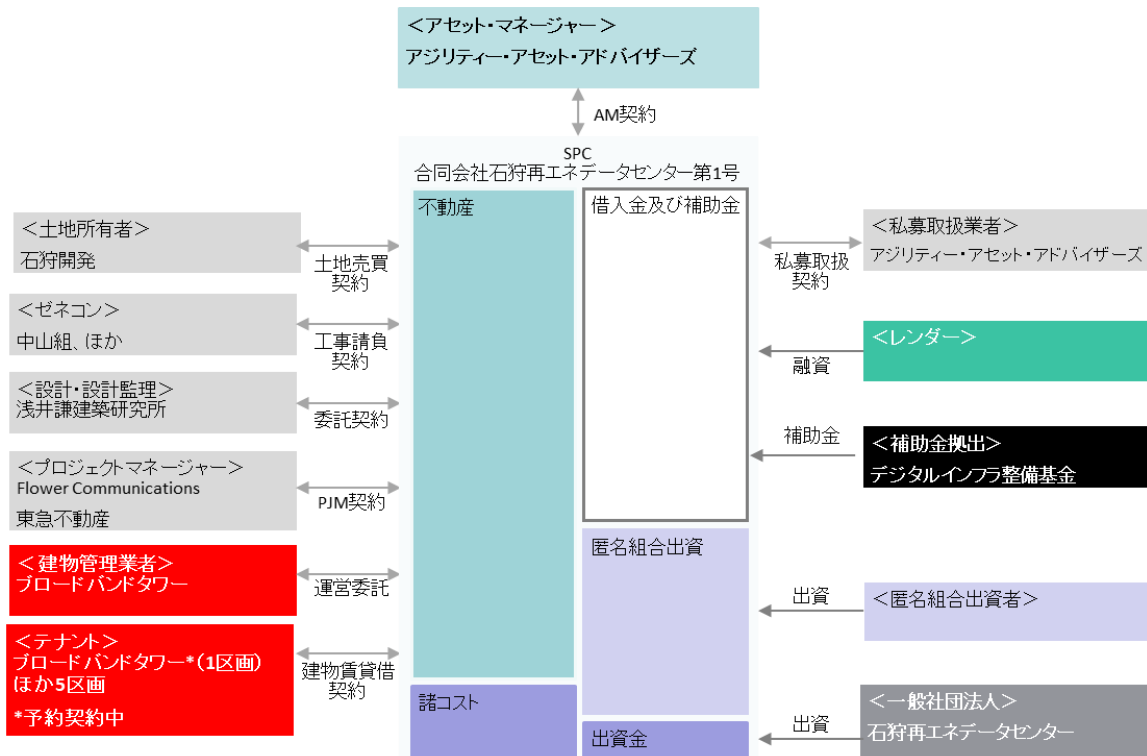 ＜アセット・マネージャー＞
アジリティー・アセット・アドバイザーズ
AM契約
SPC
合同会社石狩再エネデータセンター第1号
不動産
諸コスト
借入金及び補助金
匿名組合出資
出資金
＜土地所有者＞
石狩開発
土地売買
契約
＜ゼネコン＞
中山組、ほか
工事請負
契約
＜設計・設計監理＞
浅井謙建築研究所
委託契約
＜プロジェクトマネージャー＞
Flower Communications
東急不動産
PJM契約
＜建物管理業者＞
ブロードバンドタワー
運営委託
＜テナント＞
ブロードバンドタワー*（1区画）
ほか5区画
*予約契約中
建物賃貸借
契約
＜私募取扱業者＞
アジリティー・アセット・アドバイザーズ
私募取扱
契約
＜レンダー＞
融資
＜補助金拠出＞
デジタルインフラ整備基金
補助金
＜匿名組合出資者＞
出資
＜一般社団法人＞
石狩再エネデータセンター
出資